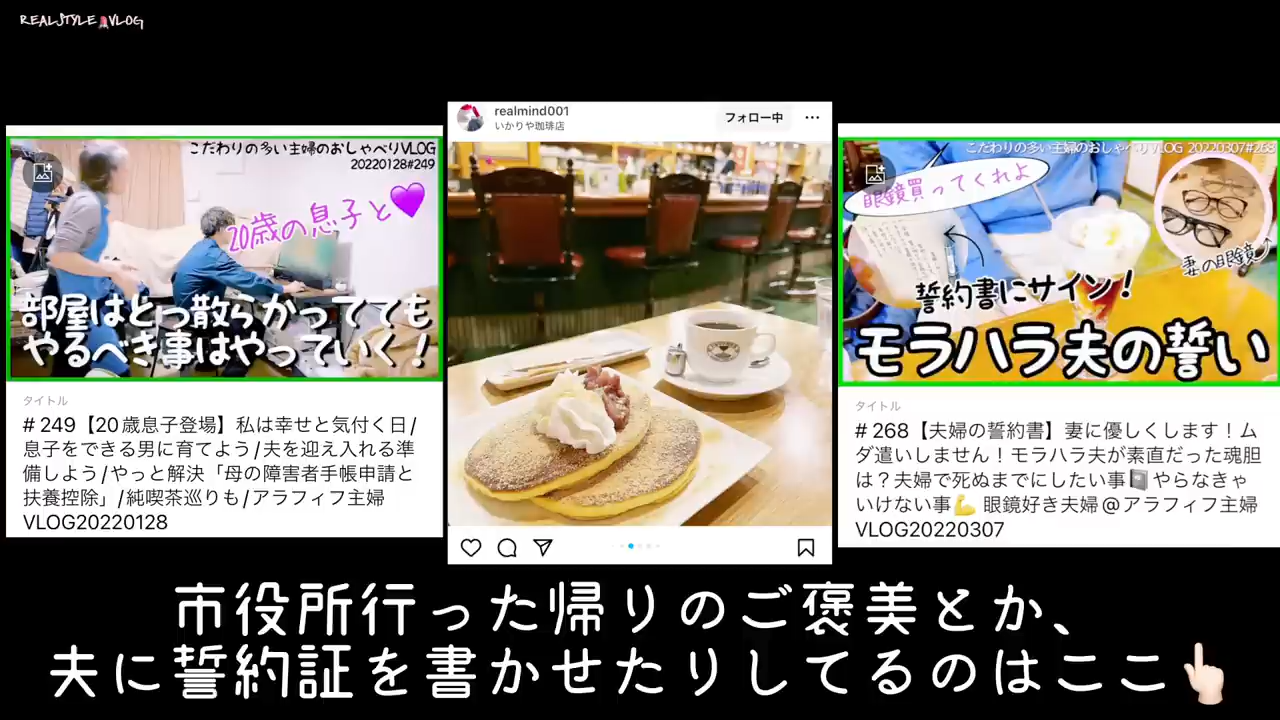 REALSTYLE VLOG
こだわりの多い主婦のおしゃべりVLOG
20220128#249
20歳の息子と💜
部屋はとっ散らかってても
やるべき事はやっていく!
タイトル
#249【20歳息子登場】私は幸せと気付く日/
息子をできる男に育てよう/夫を迎え入れる準
備しよう/やっと解決「母の障害者手帳申請と
扶養控除」/純喫茶巡りも/アラフィフ主婦
VLOG20220128
realmind001
いかりや珈琲店
フォロー中
こだわりの多い主婦のおしゃべりVLOG 20220307#268
眼鏡買ってくれよ
妻の眼鏡
誓約書にサイン!
モラハラ夫の誓い
タイトル
#268【夫婦の誓約書】妻に優しくします!ム
ダ遣いしません!モラハラ夫が素直だった魂胆
は?夫婦で死ぬまでにしたい事📓やらなきゃ
いけない事💪 眼鏡好き夫婦@アラフィフ主婦
VLOG20220307
市役所行った帰りのご褒美とか、
夫に誓約証を書かせたりしてるのはここ👆🏻